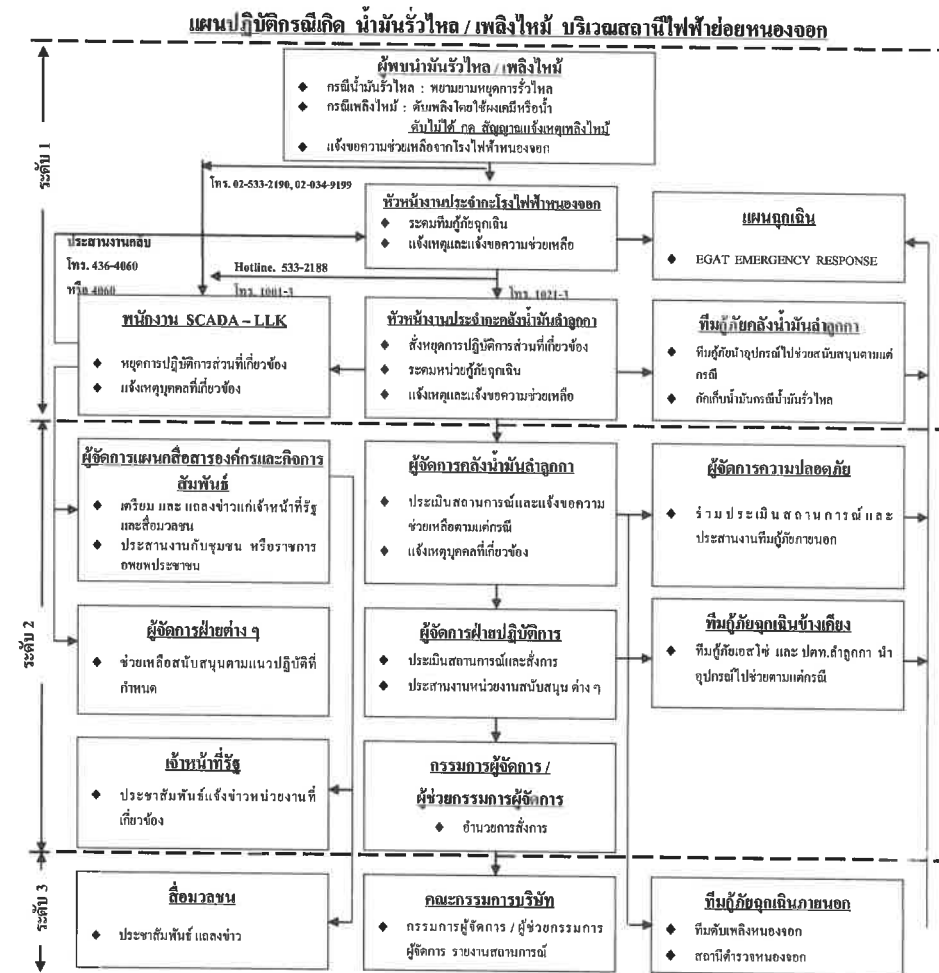 แผนปฏิบัติกรณีเกิด น้ำมันรั่วไหล / เพลิงไหม้ บริเวณสถานีไฟฟ้าย่อยหนองจอก
ระดับ 1
ผู้พบน้ำมันรั่วไหล / เพลิงไหม้
◆ กรณีน้ำมันรั่วไหล : พยายามหยุดการรั่วไหล
◆ กรณีเพลิงไหม้ : ดับเพลิงโดยใช้ผงเคมีหรือน้ำ
ดับไม่ได้ กด สัญญาณแจ้งเหตุเพลิงไหม้
◆ แจ้งขอความช่วยเหลือจากโรงไฟฟ้าหนองจอก
โทร. 02-533-2190, 02-034-9199
หัวหน้างานประจำกะโรงไฟฟ้าหนองจอก
◆ ระดมทีมกู้ภัยฉุกเฉิน
◆ แจ้งเหตุและแจ้งขอความช่วยเหลือ
แผนฉุกเฉิน
◆ EGAT EMERGENCY RESPONSE
ประสานงานกลับ
โทร. 436-4060
หรือ 4060
Hotline. 533-2188
โทร. 1001-3
โทร. 1021-3
พนักงาน SCADA – LLK
◆ หยุดการปฏิบัติการส่วนที่เกี่ยวข้อง
◆ แจ้งเหตุบุคคลที่เกี่ยวข้อง
หัวหน้างานประจำกะคลังน้ำมันลำลูกกา
◆ สั่งหยุดการปฏิบัติการส่วนที่เกี่ยวข้อง
◆ ระดมหน่วยกู้ภัยฉุกเฉิน
◆ แจ้งเหตุและแจ้งขอความช่วยเหลือ
ทีมกู้ภัยคลังน้ำมันลำลูกกา
◆ ทีมกู้ภัยนำอุปกรณ์ไปช่วยสนับสนุนตามแต่
กรณี
◆ กักเก็บน้ำมันกรณีน้ำมันรั่วไหล
ระดับ 2
ผู้จัดการแผนกสื่อสารองค์กรและกิจการ
สัมพันธ์
◆ เตรียม และ แถลงข่าวแก่เจ้าหน้าที่รัฐ
และสื่อมวลชน
◆ ประสานงานกับชุมชน หรือราชการ
อพยพประชาชน
ผู้จัดการคลังน้ำมันลำลูกกา
◆ ประเมินสถานการณ์และแจ้งขอความ
ช่วยเหลือตามแต่กรณี
◆ แจ้งเหตุบุคคลที่เกี่ยวข้อง
ผู้จัดการความปลอดภัย
◆ ร่วมประเมินสถานการณ์และ
ประสานงานทีมกู้ภัยภายนอก
ผู้จัดการฝ่ายต่าง ๆ
◆ ช่วยเหลือสนับสนุนตามแนวปฏิบัติที่
กำหนด
ผู้จัดการฝ่ายปฏิบัติการ
◆ ประเมินสถานการณ์และสั่งการ
◆ ประสานงานหน่วยงานสนับสนุน ต่าง ๆ
ทีมกู้ภัยฉุกเฉินข้างเคียง
◆ ทีมกู้ภัยเอสโซ่ และ ปตท.ลำลูกกา นำ
อุปกรณ์ไปช่วยตามแต่กรณี
เจ้าหน้าที่รัฐ
◆ ประชาสัมพันธ์แจ้งข่าวหน่วยงานที่
เกี่ยวข้อง
กรรมการผู้จัดการ /
ผู้ช่วยกรรมการผู้จัดการ
◆ อำนวยการสั่งการ
ระดับ 3
สื่อมวลชน
◆ ประชาสัมพันธ์ แถลงข่าว
คณะกรรมการบริษัท
◆ กรรมการผู้จัดการ / ผู้ช่วยกรรมการ
ผู้จัดการ รายงานสถานการณ์
ทีมกู้ภัยฉุกเฉินภายนอก
◆ ทีมดับเพลิงหนองจอก
◆ สถานีตำรวจหนองจอก